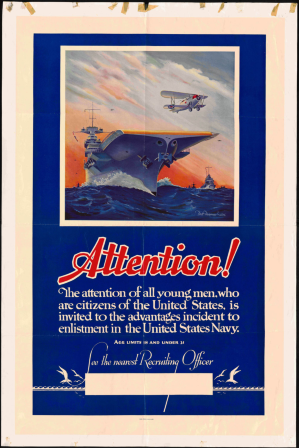 Attention!
The attention of all young men, who
are citizens of the United States, is
invited to the advantages incident to
enlistment in the United States Navy.
AGE LIMITS 18 AND UNDER 31
See the nearest Recruiting Officer